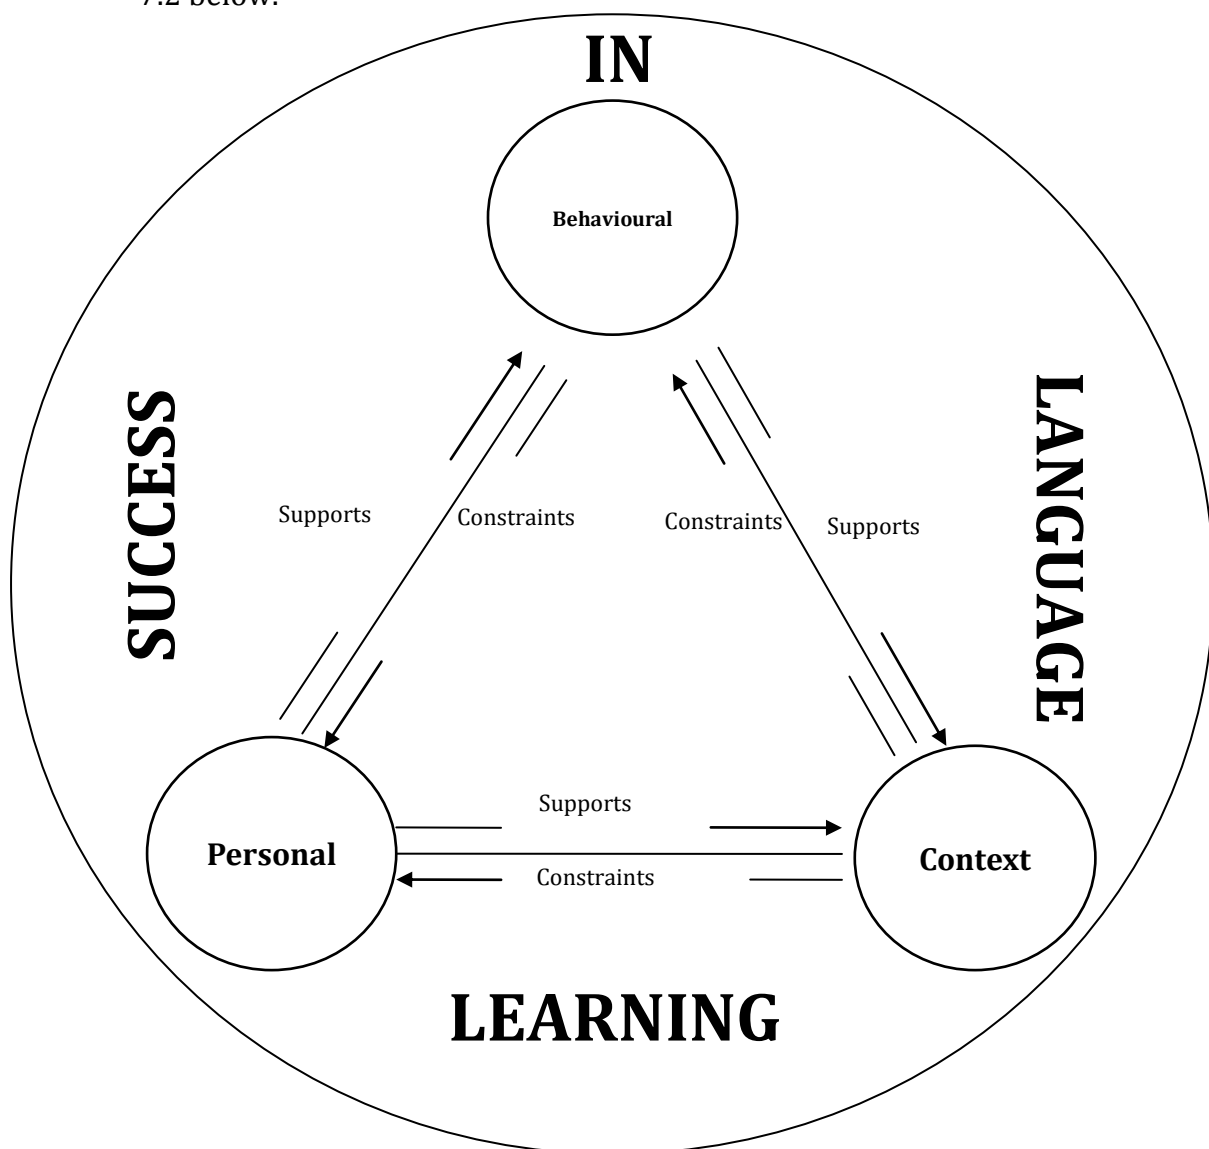 7.2 below.
IN
Behavioural
SUCCESS
LANGUAGE
Supports
Constraints
Constraints
Supports
Supports
Personal
Constraints
Context
LEARNING